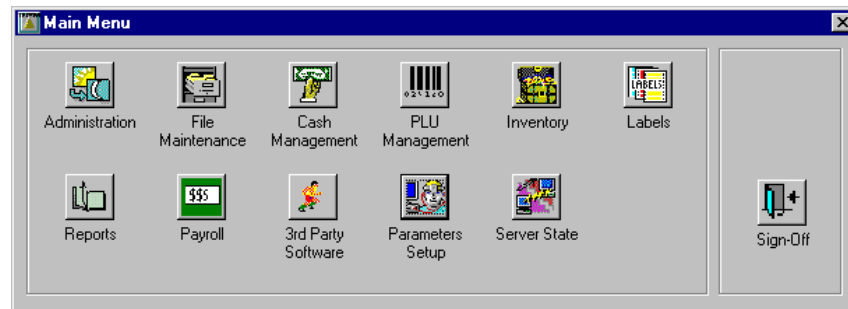 Main Menu
LABELS
Administration
File
Maintenance
Cash
Management
PLU
Management
Inventory
Labels
$$$
Reports
Payroll
3rd Party
Software
Parameters
Setup
Server State
Sign-Off